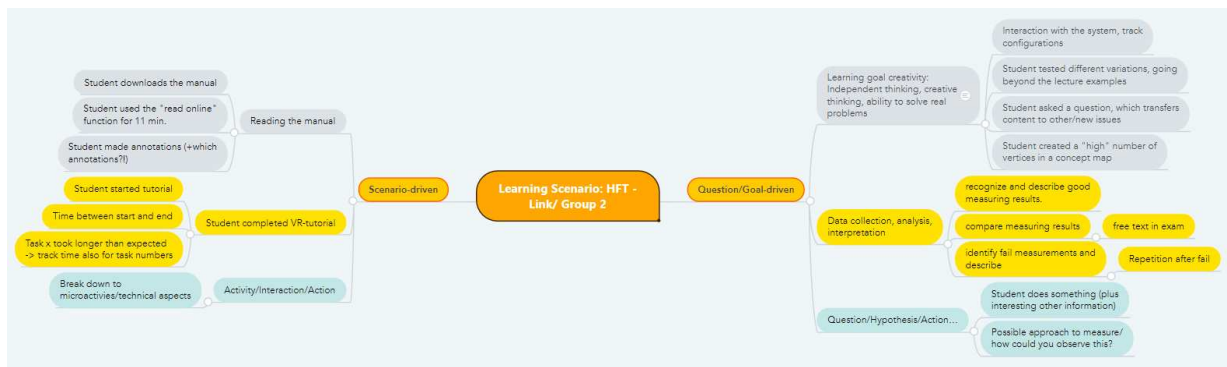 Student downloads the manual
Student used the "read online"
function for 11 min.
Student made annotations (+which
annotations?!)
Reading the manual
Student started tutorial
Time between start and end
Task x took longer than expected
-> track time also for task numbers
Student completed VR-tutorial
Break down to
microactivies/technical aspects
Activity/Interaction/Action
Scenario-driven
Learning Scenario: HFT -
Link/ Group 2
Question/Goal-driven
Learning goal creativity:
Independent thinking, creative
thinking, ability to solve real
problems
Interaction with the system, track
configurations
Student tested different variations, going
beyond the lecture examples
Student asked a question, which transfers
content to other/new issues
Student created a "high" number of
vertices in a concept map
Data collection, analysis,
interpretation
recognize and describe good
measuring results.
compare measuring results
free text in exam
identify fail measurements and
describe
Repetition after fail
Question/Hypothesis/Action...
Student does something (plus
interesting other information)
Possible approach to measure/
how could you observe this?